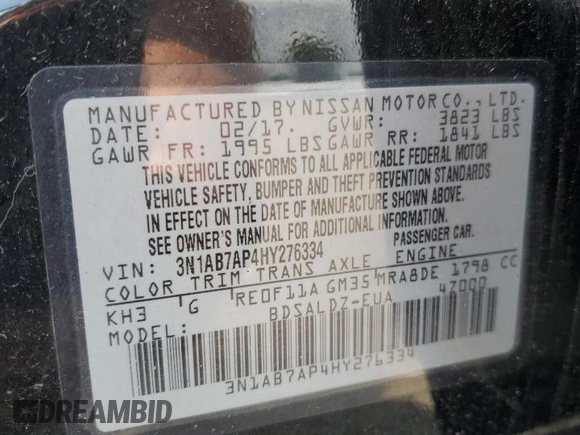 MANUFACTURED BY NISSAN MOTOR CO., LTD.
DATE: 02/17. GVWR: 3823 LBS
GAWR FR: 1995 LBS GAWR RR: 1841 LBS
THIS VEHICLE CONFORMS TO ALL APPLICABLE FEDERAL MOTOR
VEHICLE SAFETY, BUMPER AND THEFT PREVENTION STANDARDS
IN EFFECT ON THE DATE OF MANUFACTURE SHOWN ABOVE.
SEE OWNER'S MANUAL FOR ADDITIONAL INFORMATION.
VIN: 3N1AB7AP4HY276334 PASSENGER CAR.
COLOR TRIM TRANS AXLE ENGINE
KH3 G RE0F11A GM35 MRA8DE 1798 CC
MODEL: BDSALDZ-EUA 4Z000
3N1AB7AP4HY276334
DREAMBID